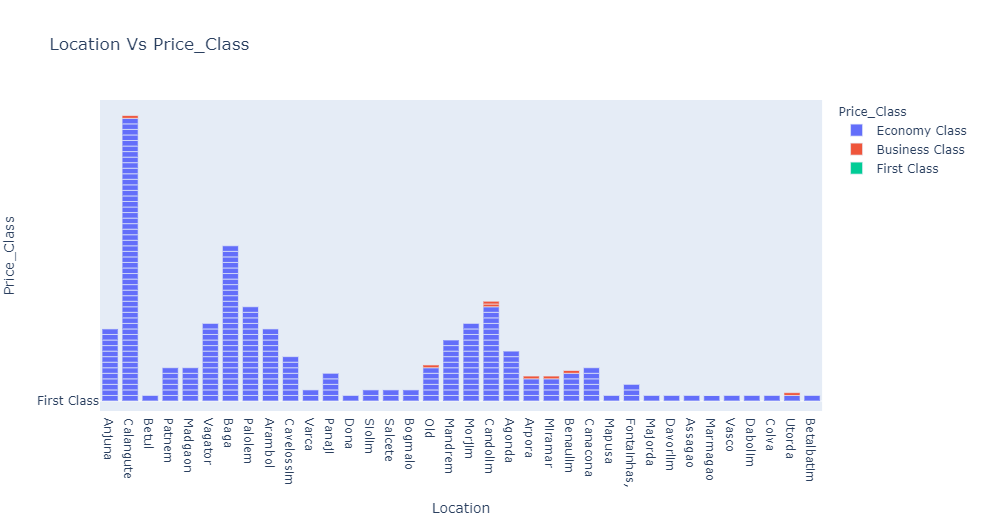 Location Vs Price_Class
Price_Class
Economy Class
Business Class
First Class
Price_Class
First Class
Anjuna
Calangute
Betul
Patnem
Madgaon
Vagator
Baga
Palolem
Arambol
Cavelossim
Varca
Panaji
Dona
Siolim
Salcete
Bogmalo
Old
Mandrem
Morjim
Candolim
Agonda
Arpora
Miramar
Benaulim
Canacona
Mapusa
Fontainhas,
Majorda
Davorlim
Assagao
Marmagao
Vasco
Dabolim
Colva
Utorda
Betalbatim
Location